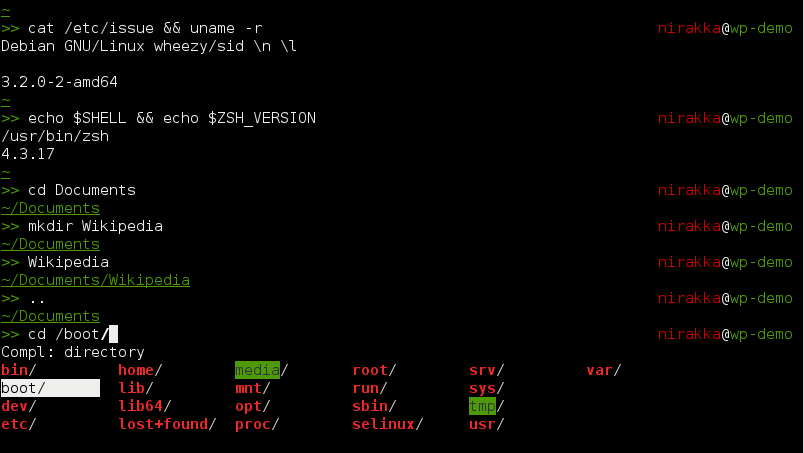 ~
>> cat /etc/issue && uname -r nirakka@wp-demo
Debian GNU/Linux wheezy/sid \n \l
3.2.0-2-amd64
~
>> echo $SHELL && echo $ZSH_VERSION nirakka@wp-demo
/usr/bin/zsh
4.3.17
~
>> cd Documents nirakka@wp-demo
~/Documents
>> mkdir Wikipedia nirakka@wp-demo
~/Documents
>> Wikipedia nirakka@wp-demo
~/Documents/Wikipedia
>> .. nirakka@wp-demo
~/Documents
>> cd /boot/ nirakka@wp-demo
Compl: directory
bin/ home/ media/ root/ srv/ var/
boot/ lib/ mnt/ run/ sys/
dev/ lib64/ opt/ sbin/ tmp/
etc/ lost+found/ proc/ selinux/ usr/